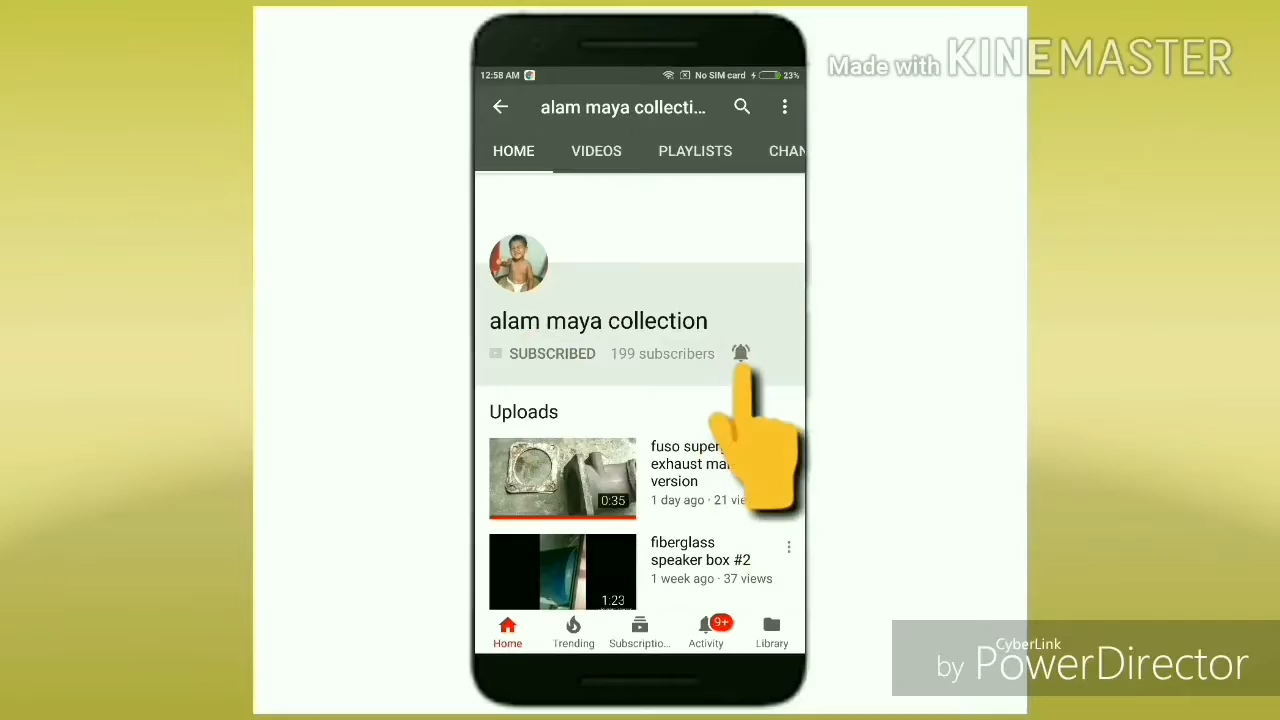 Made with KINEMASTER
12:58 AM
No SIM card
23%
alam maya collecti...
HOME VIDEOS PLAYLISTS CHAN
alam maya collection
SUBSCRIBED 199 subscribers
Uploads
fuso super
exhaust ma
version
1 day ago · 21 vie
0:35
fiberglass
speaker box #2
1 week ago · 37 views
1:23
9+
Home Trending Subscriptio... Activity Library
CyberLink
by PowerDirector